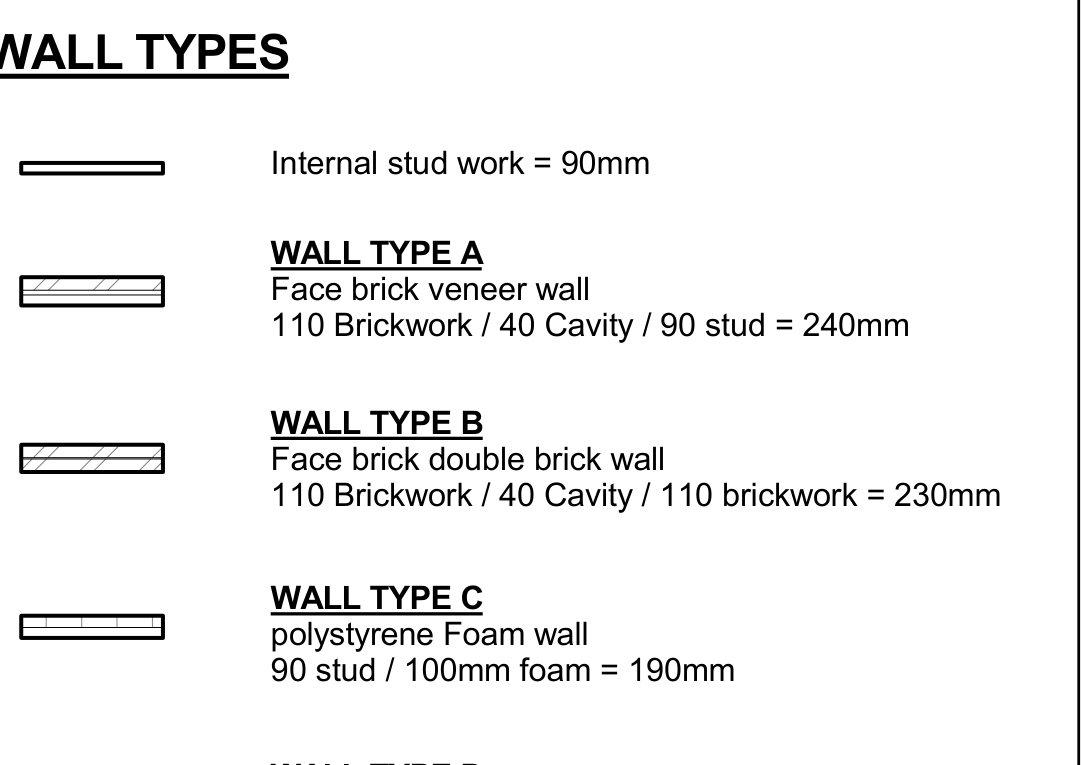 WALL TYPES
Internal stud work = 90mm
WALL TYPE A
Face brick veneer wall
110 Brickwork / 40 Cavity / 90 stud = 240mm
WALL TYPE B
Face brick double brick wall
110 Brickwork / 40 Cavity / 110 brickwork = 230mm
WALL TYPE C
polystyrene Foam wall
90 stud / 100mm foam = 190mm